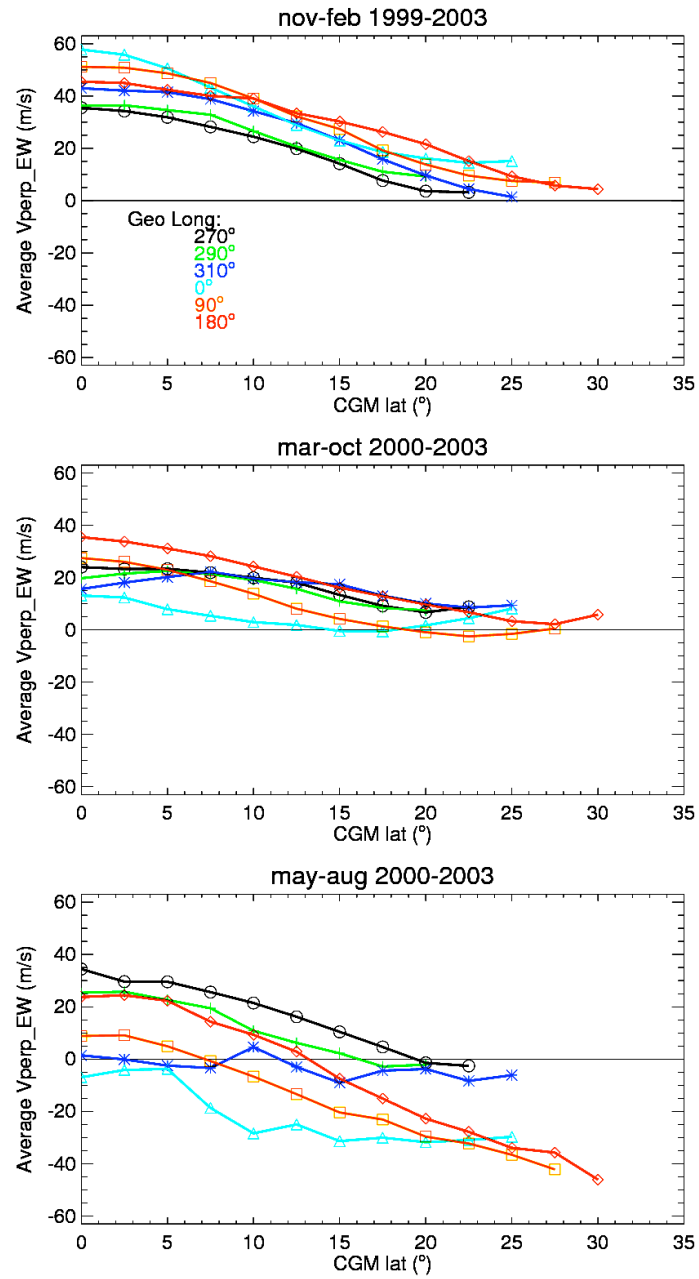 nov-feb 1999-2003
60
40
20
0
-20
-40
-60
Average Vperp_EW (m/s)
Geo Long:
270°
290°
310°
0°
90°
180°
0 5 10 15 20 25 30 35
CGM lat (°)
mar-oct 2000-2003
60
40
20
0
-20
-40
-60
Average Vperp_EW (m/s)
0 5 10 15 20 25 30 35
CGM lat (°)
may-aug 2000-2003
60
40
20
0
-20
-40
-60
Average Vperp_EW (m/s)
0 5 10 15 20 25 30 35
CGM lat (°)